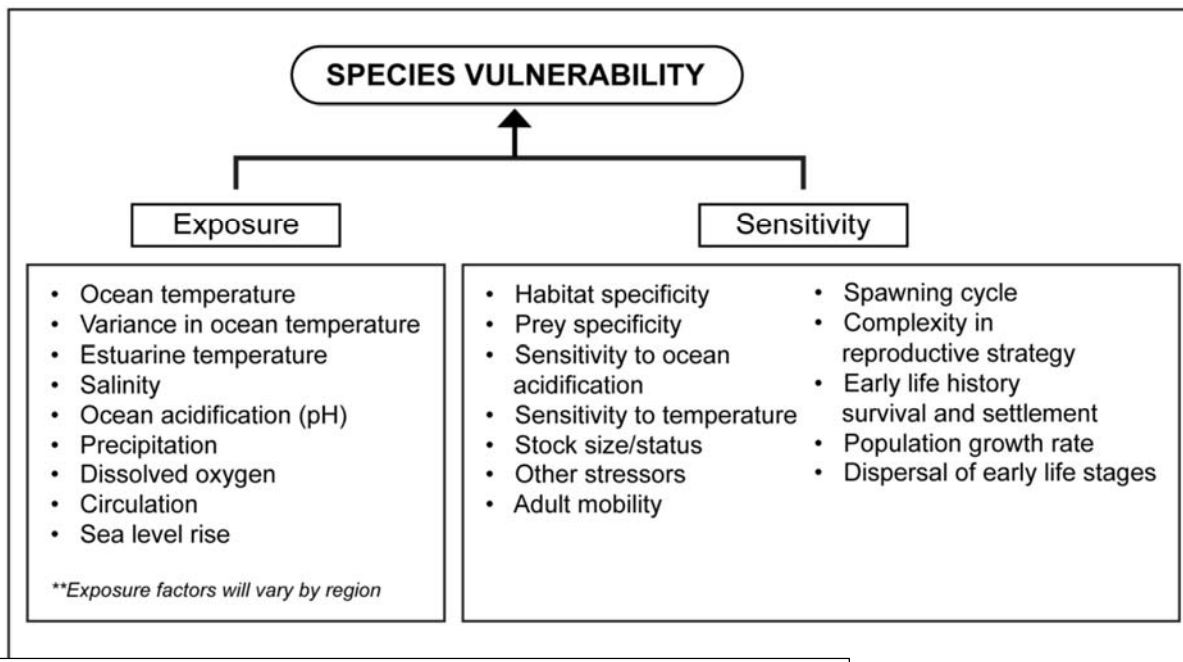 SPECIES VULNERABILITY
Exposure
• Ocean temperature
• Variance in ocean temperature
• Estuarine temperature
• Salinity
• Ocean acidification (pH)
• Precipitation
• Dissolved oxygen
• Circulation
• Sea level rise
**Exposure factors will vary by region
Sensitivity
• Habitat specificity
• Prey specificity
• Sensitivity to ocean
acidification
• Sensitivity to temperature
• Stock size/status
• Other stressors
• Adult mobility
• Spawning cycle
• Complexity in
reproductive strategy
• Early life history
survival and settlement
• Population growth rate
• Dispersal of early life stages